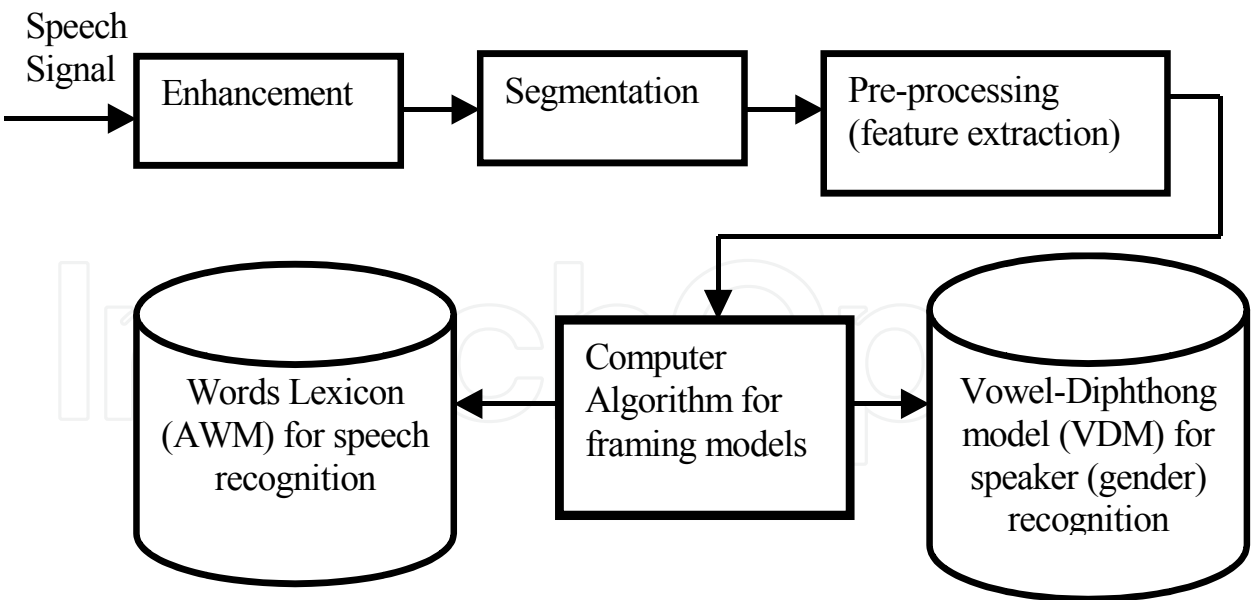 Speech
Signal
Enhancement
Segmentation
Pre-processing
(feature extraction)
Words Lexicon
(AWM) for speech
recognition
Computer
Algorithm for
framing models
Vowel-Diphthong
model (VDM) for
speaker (gender)
recognition